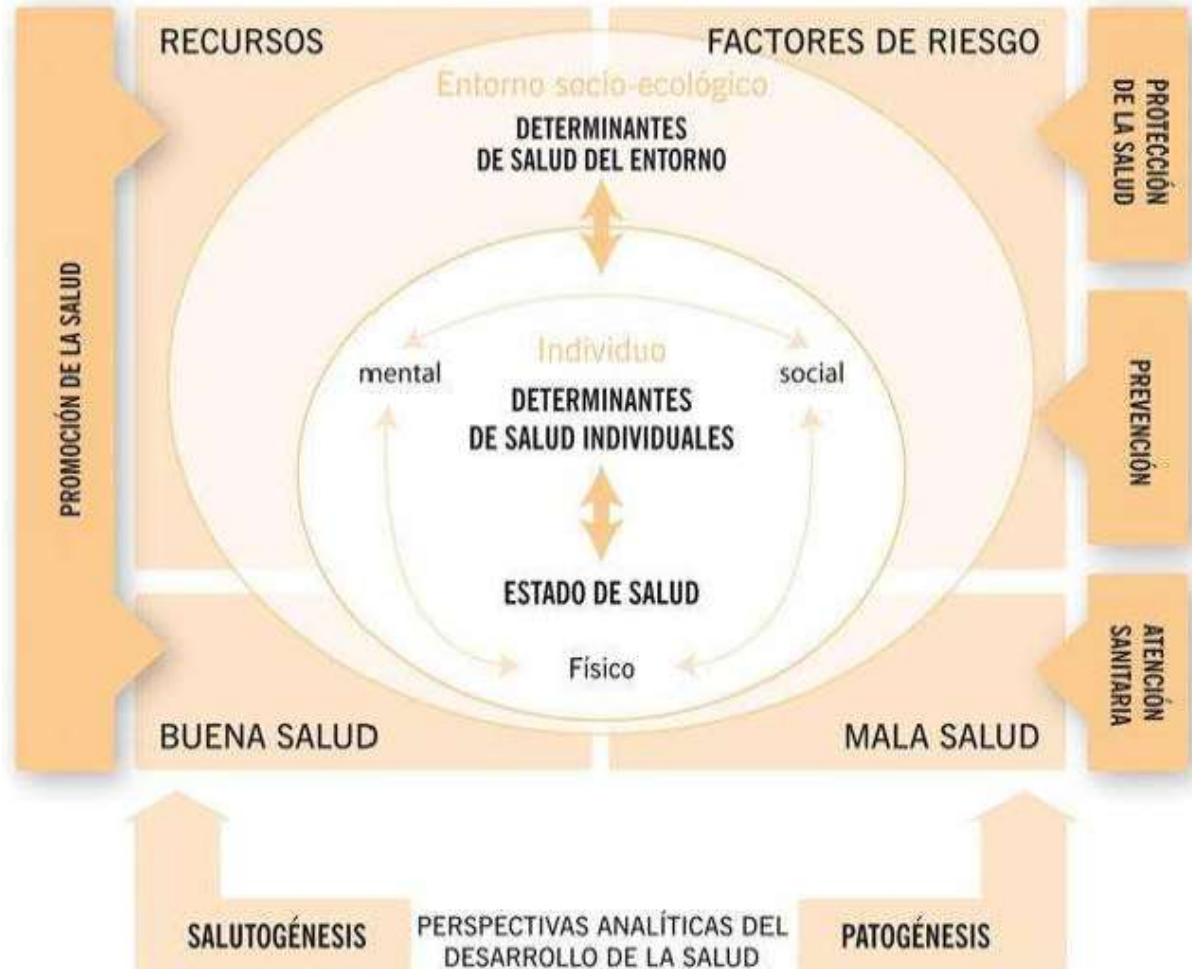 RECURSOS
FACTORES DE RIESGO
Entorno socio-ecológico
DETERMINANTES
DE SALUD DEL ENTORNO
PROMOCIÓN DE LA SALUD
PROTECCIÓN
DE LA SALUD
mental
Individuo
social
DETERMINANTES
DE SALUD INDIVIDUALES
PREVENCIÓN
ESTADO DE SALUD
Físico
ATENCIÓN
SANITARIA
BUENA SALUD
MALA SALUD
SALUTOGÉNESIS
PERSPECTIVAS ANALÍTICAS DEL
DESARROLLO DE LA SALUD
PATOGÉNESIS